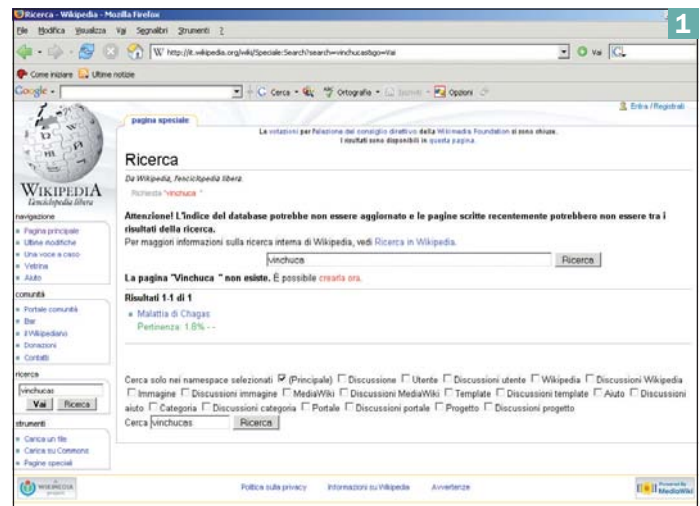 Ricerca - Wikipedia - Mozilla Firefox
1
File Modifica Visualizza Vai Segnalibri Strumenti ?
W http://it.wikipedia.org/wiki/Speciale:Search?search=vinchucas&go=Vai Vai G
Come iniziare Ultime notizie
Google Cerca Ortografia Iscriviti Opzioni
Entra / Registrati
pagina speciale
Le votazioni per l'elezione del consiglio direttivo della Wikimedia Foundation si sono chiuse.
I risultati sono disponibili in questa pagina.
Ricerca
Da Wikipedia, l'enciclopedia libera.
Richiesta "vinchuca "
WIKIPEDIA
L'enciclopedia libera
navigazione
Pagina principale
Ultime modifiche
Una voce a caso
Vetrina
Aiuto
comunità
Portale comunità
Bar
il Wikipediano
Donazioni
Contatti
ricerca
vinchucas
Vai Ricerca
strumenti
Carica un file
Carica su Commons
Pagine speciali
Attenzione! L'indice del database potrebbe non essere aggiornato e le pagine scritte recentemente potrebbero non essere tra i
risultati della ricerca.
Per maggiori informazioni sulla ricerca interna di Wikipedia, vedi Ricerca in Wikipedia.
vinchuca Ricerca
La pagina "Vinchuca " non esiste. È possibile crearla ora.
Risultati 1-1 di 1
Malattia di Chagas
Pertinenza: 1.8% - -
Cerca solo nei namespace selezionati (Principale) Discussione Utente Discussioni utente Wikipedia Discussioni Wikipedia
Immagine Discussioni immagine MediaWiki Discussioni MediaWiki Template Discussioni template Aiuto Discussioni
aiuto Categoria Discussioni categoria Portale Discussioni portale Progetto Discussioni progetto
Cerca vinchucas Ricerca
WIKIMEDIA
project
Politica sulla privacy Informazioni su Wikipedia Avvertenze
Powered By
MediaWiki